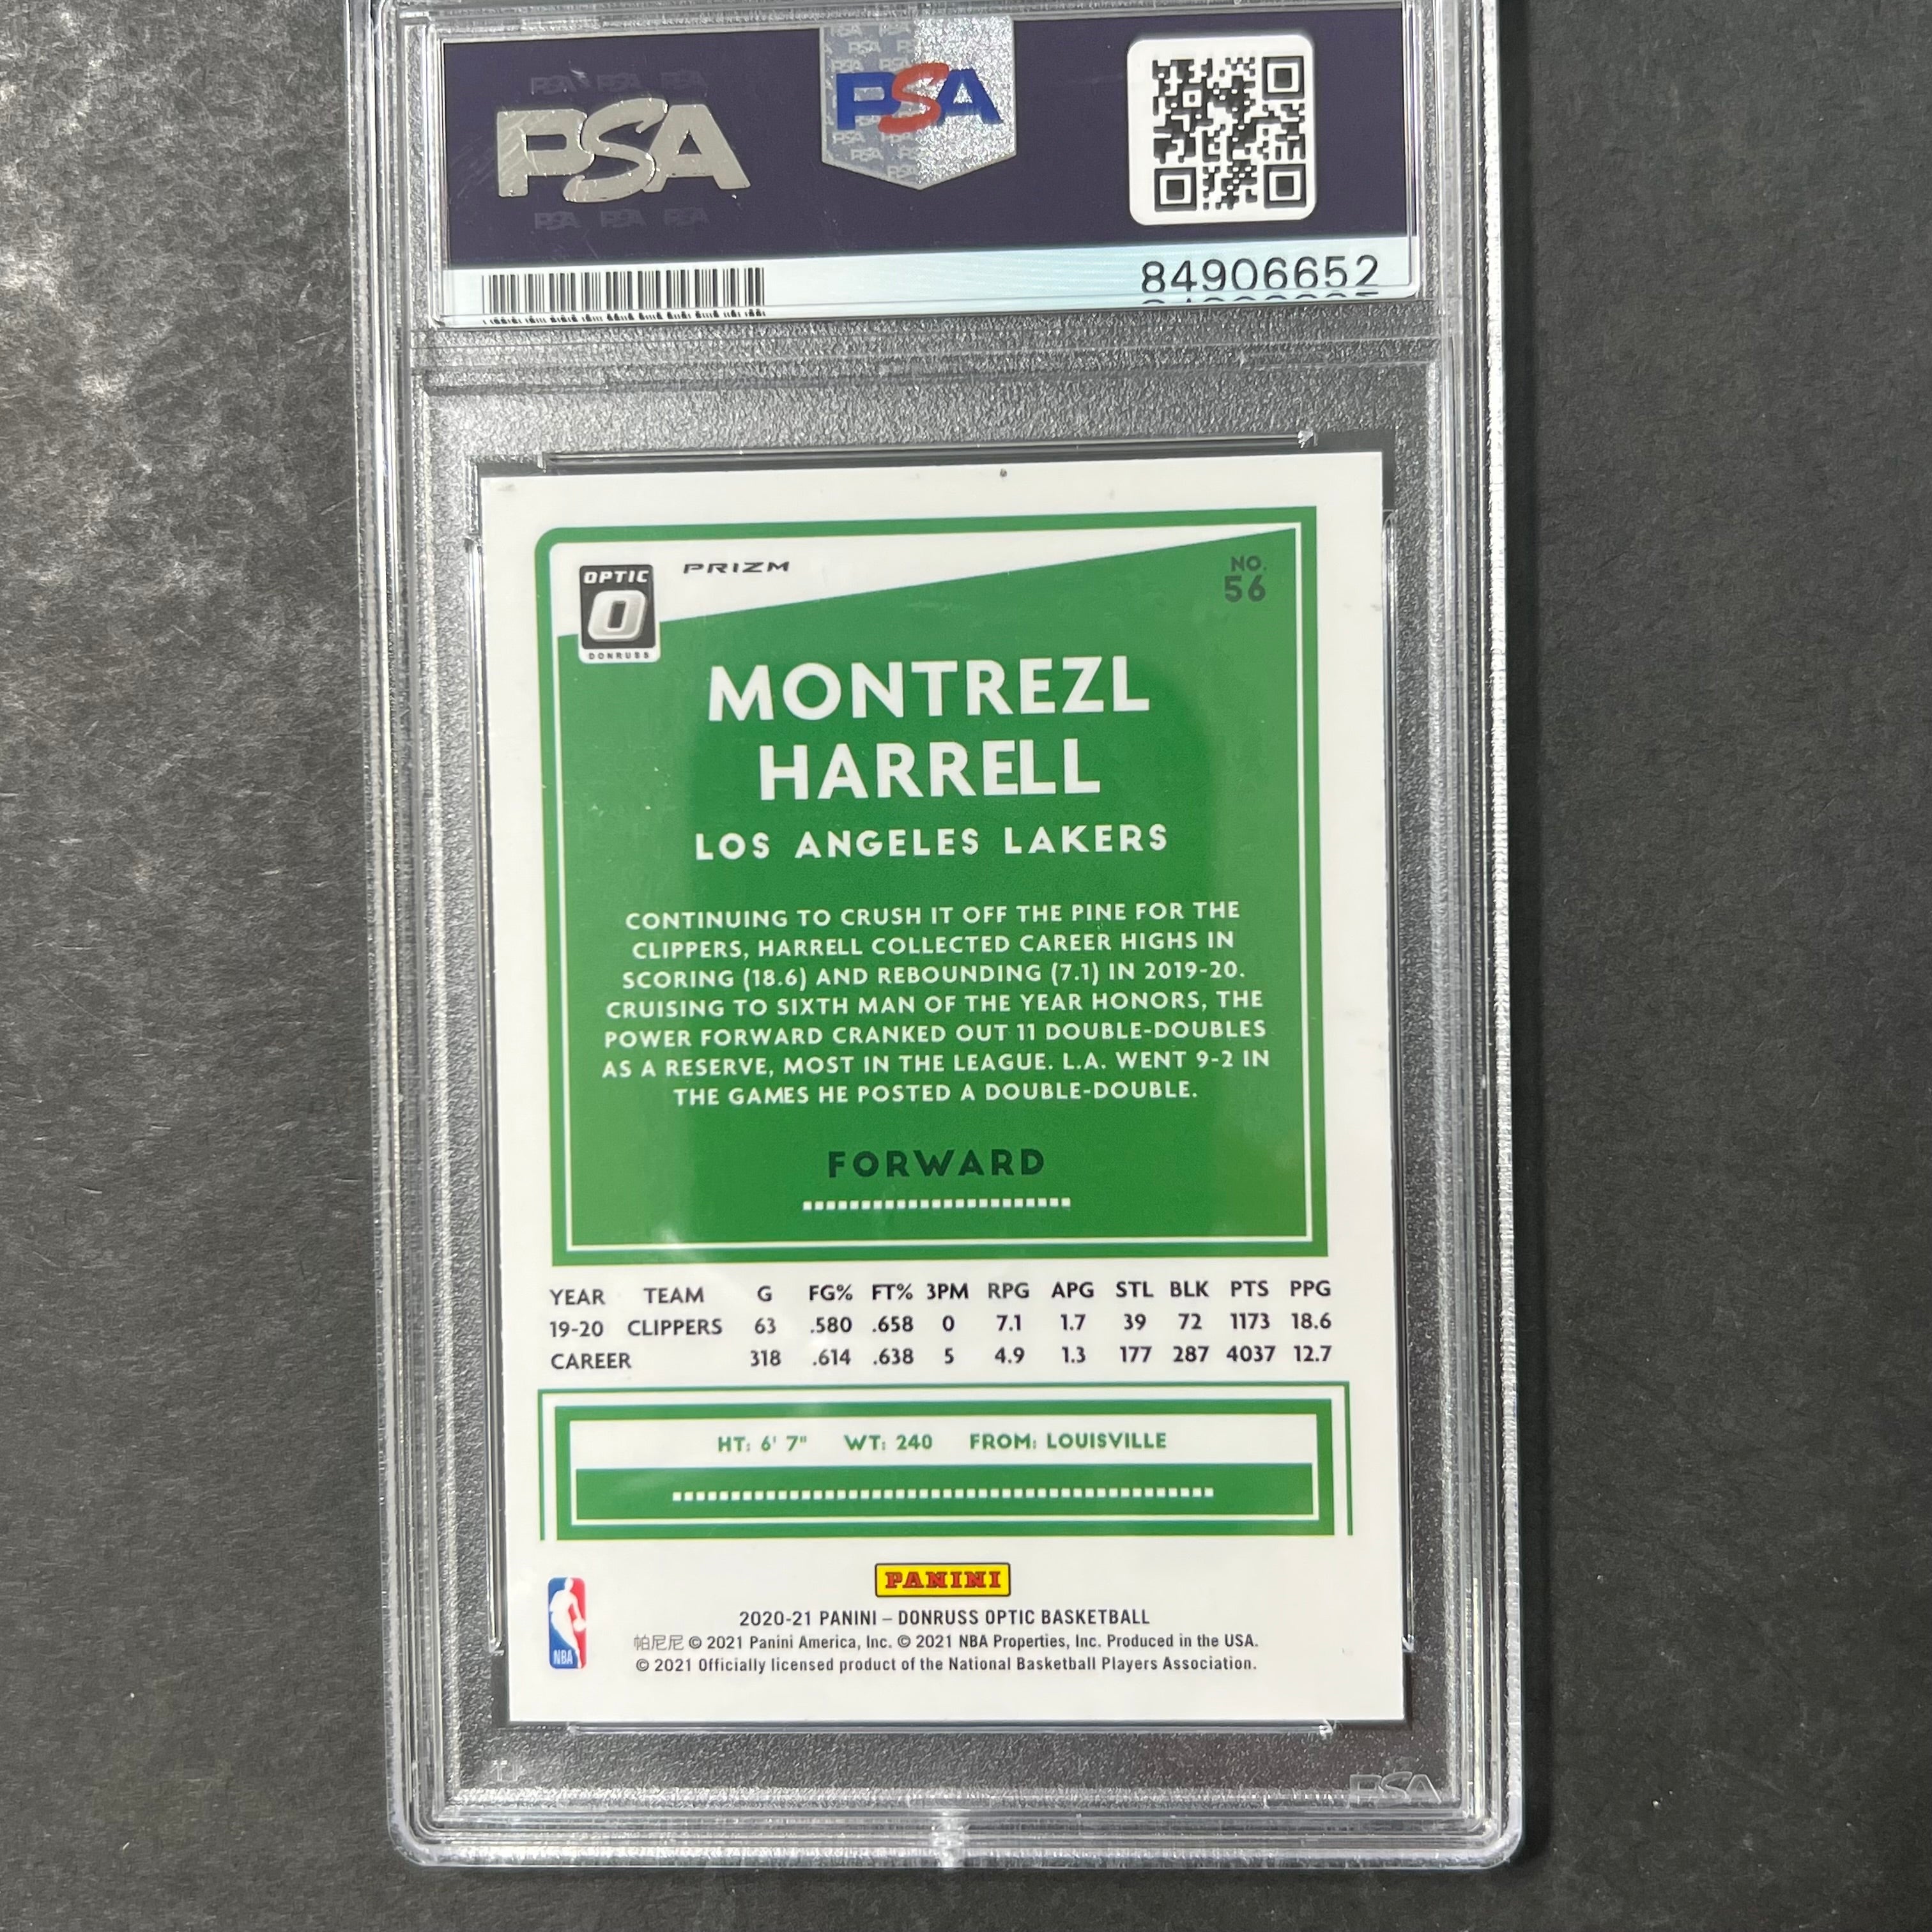 PSA
PSA
84906652
OPTIC
O
DONRUSS
PRIZM
NO.
56
MONTREZL
HARRELL
LOS ANGELES LAKERS
CONTINUING TO CRUSH IT OFF THE PINE FOR THE
CLIPPERS, HARRELL COLLECTED CAREER HIGHS IN
SCORING (18.6) AND REBOUNDING (7.1) IN 2019-20.
CRUISING TO SIXTH MAN OF THE YEAR HONORS, THE
POWER FORWARD CRANKED OUT 11 DOUBLE-DOUBLES
AS A RESERVE, MOST IN THE LEAGUE. L.A. WENT 9-2 IN
THE GAMES HE POSTED A DOUBLE-DOUBLE.
FORWARD
YEAR TEAM G FG% FT% 3PM RPG APG STL BLK PTS PPG
19-20 CLIPPERS 63 .580 .658 0 7.1 1.7 39 72 1173 18.6
CAREER 318 .614 .638 5 4.9 1.3 177 287 4037 12.7
HT: 6' 7" WT: 240 FROM: LOUISVILLE
NBA
PANINI
2020-21 PANINI – DONRUSS OPTIC BASKETBALL
帕尼尼 © 2021 Panini America, Inc. © 2021 NBA Properties, Inc. Produced in the USA.
© 2021 Officially licensed product of the National Basketball Players Association.
PSA